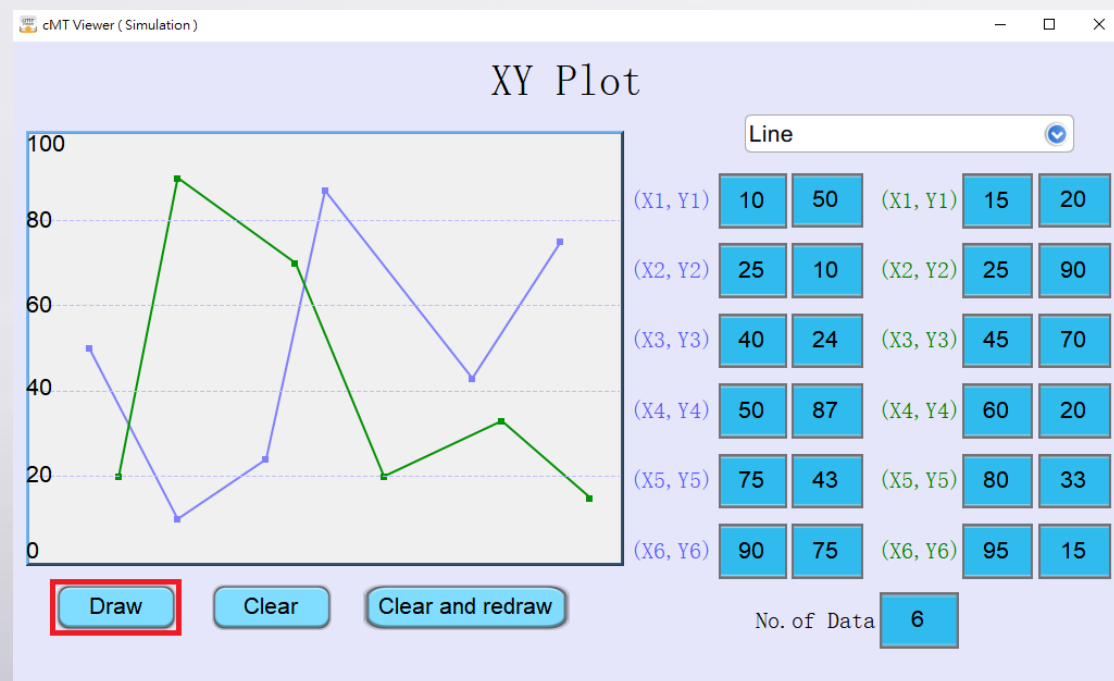 cMT Viewer ( Simulation )
XY Plot
Line
100
80
60
40
20
0
(X1, Y1) 10 50 (X1, Y1) 15 20
(X2, Y2) 25 10 (X2, Y2) 25 90
(X3, Y3) 40 24 (X3, Y3) 45 70
(X4, Y4) 50 87 (X4, Y4) 60 20
(X5, Y5) 75 43 (X5, Y5) 80 33
(X6, Y6) 90 75 (X6, Y6) 95 15
Draw Clear Clear and redraw
No.of Data 6